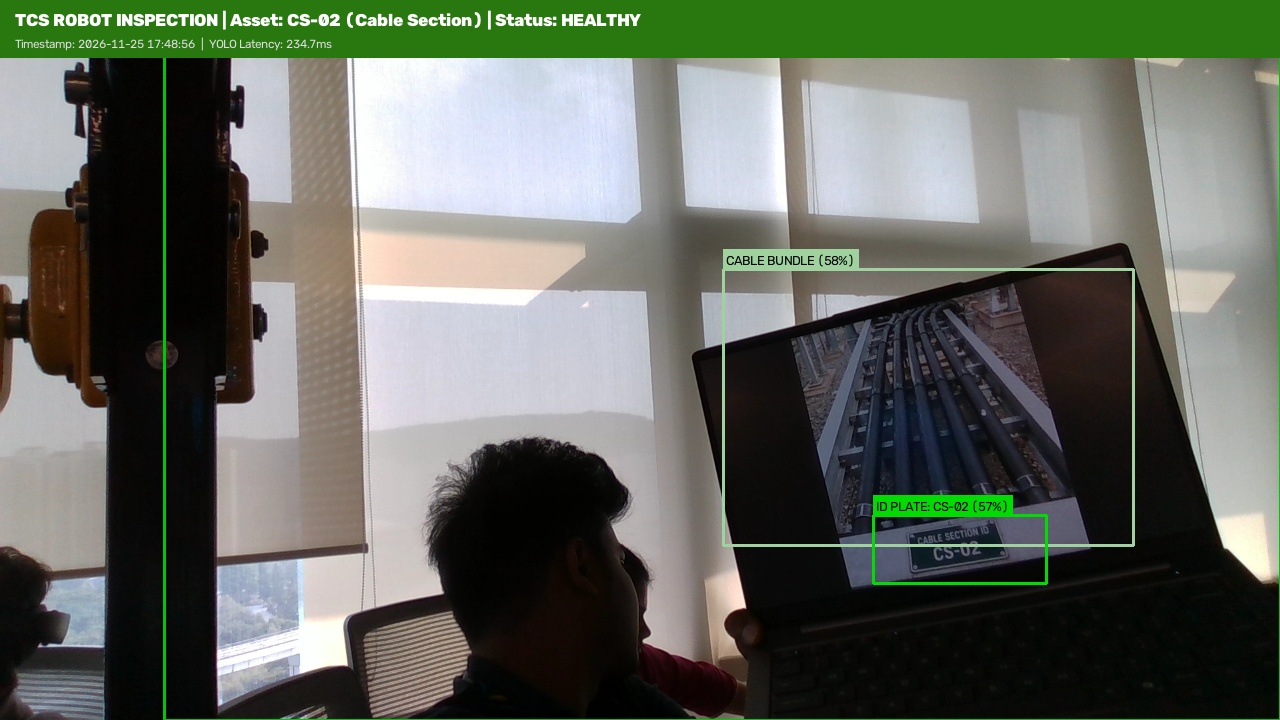 TCS ROBOT INSPECTION | Asset: CS-02 (Cable Section) | Status: HEALTHY
Timestamp: 2026-11-25 17:48:56 | YOLO Latency: 234.7ms
CABLE BUNDLE (58%)
ID PLATE: CS-02 (57%)
CABLE SECTION ID
CS-02